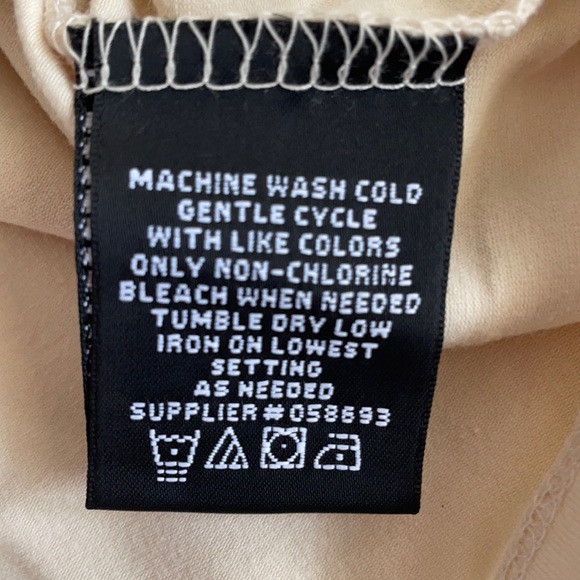 MACHINE WASH COLD
GENTLE CYCLE
WITH LIKE COLORS
ONLY NON-CHLORINE
BLEACH WHEN NEEDED
TUMBLE DRY LOW
IRON ON LOWEST
SETTING
AS NEEDED
SUPPLIER # 058693